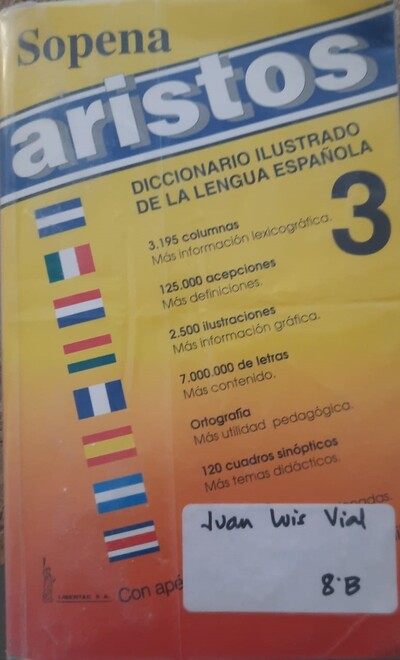 Sopena
aristos
DICCIONARIO ILUSTRADO
DE LA LENGUA ESPAÑOLA
3
3.195 columnas
Más información lexicográfica.
125.000 acepciones
Más definiciones.
2.500 ilustraciones
Más información gráfica.
7.000.000 de letras
Más contenido.
Ortografía
Más utilidad pedagógica.
120 cuadros sinópticos
Más temas didácticos.
Juan Luis Vial
8·B
Con
LIBERTAD S.A.